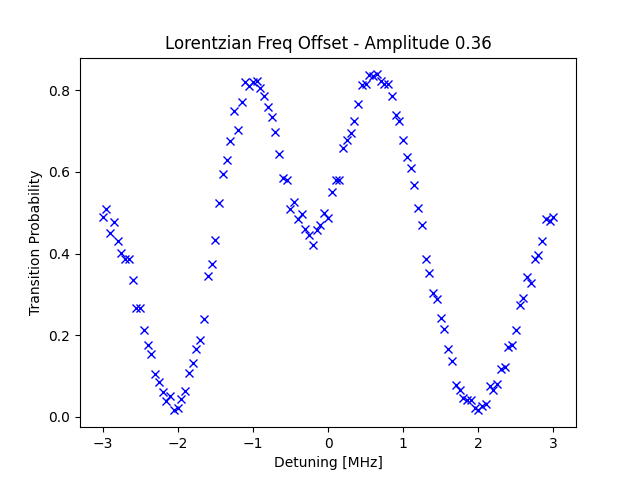 Lorentzian Freq Offset - Amplitude 0.36
Transition Probability
0.8
0.6
0.4
0.2
0.0
−3 −2 −1 0 1 2 3
Detuning [MHz]